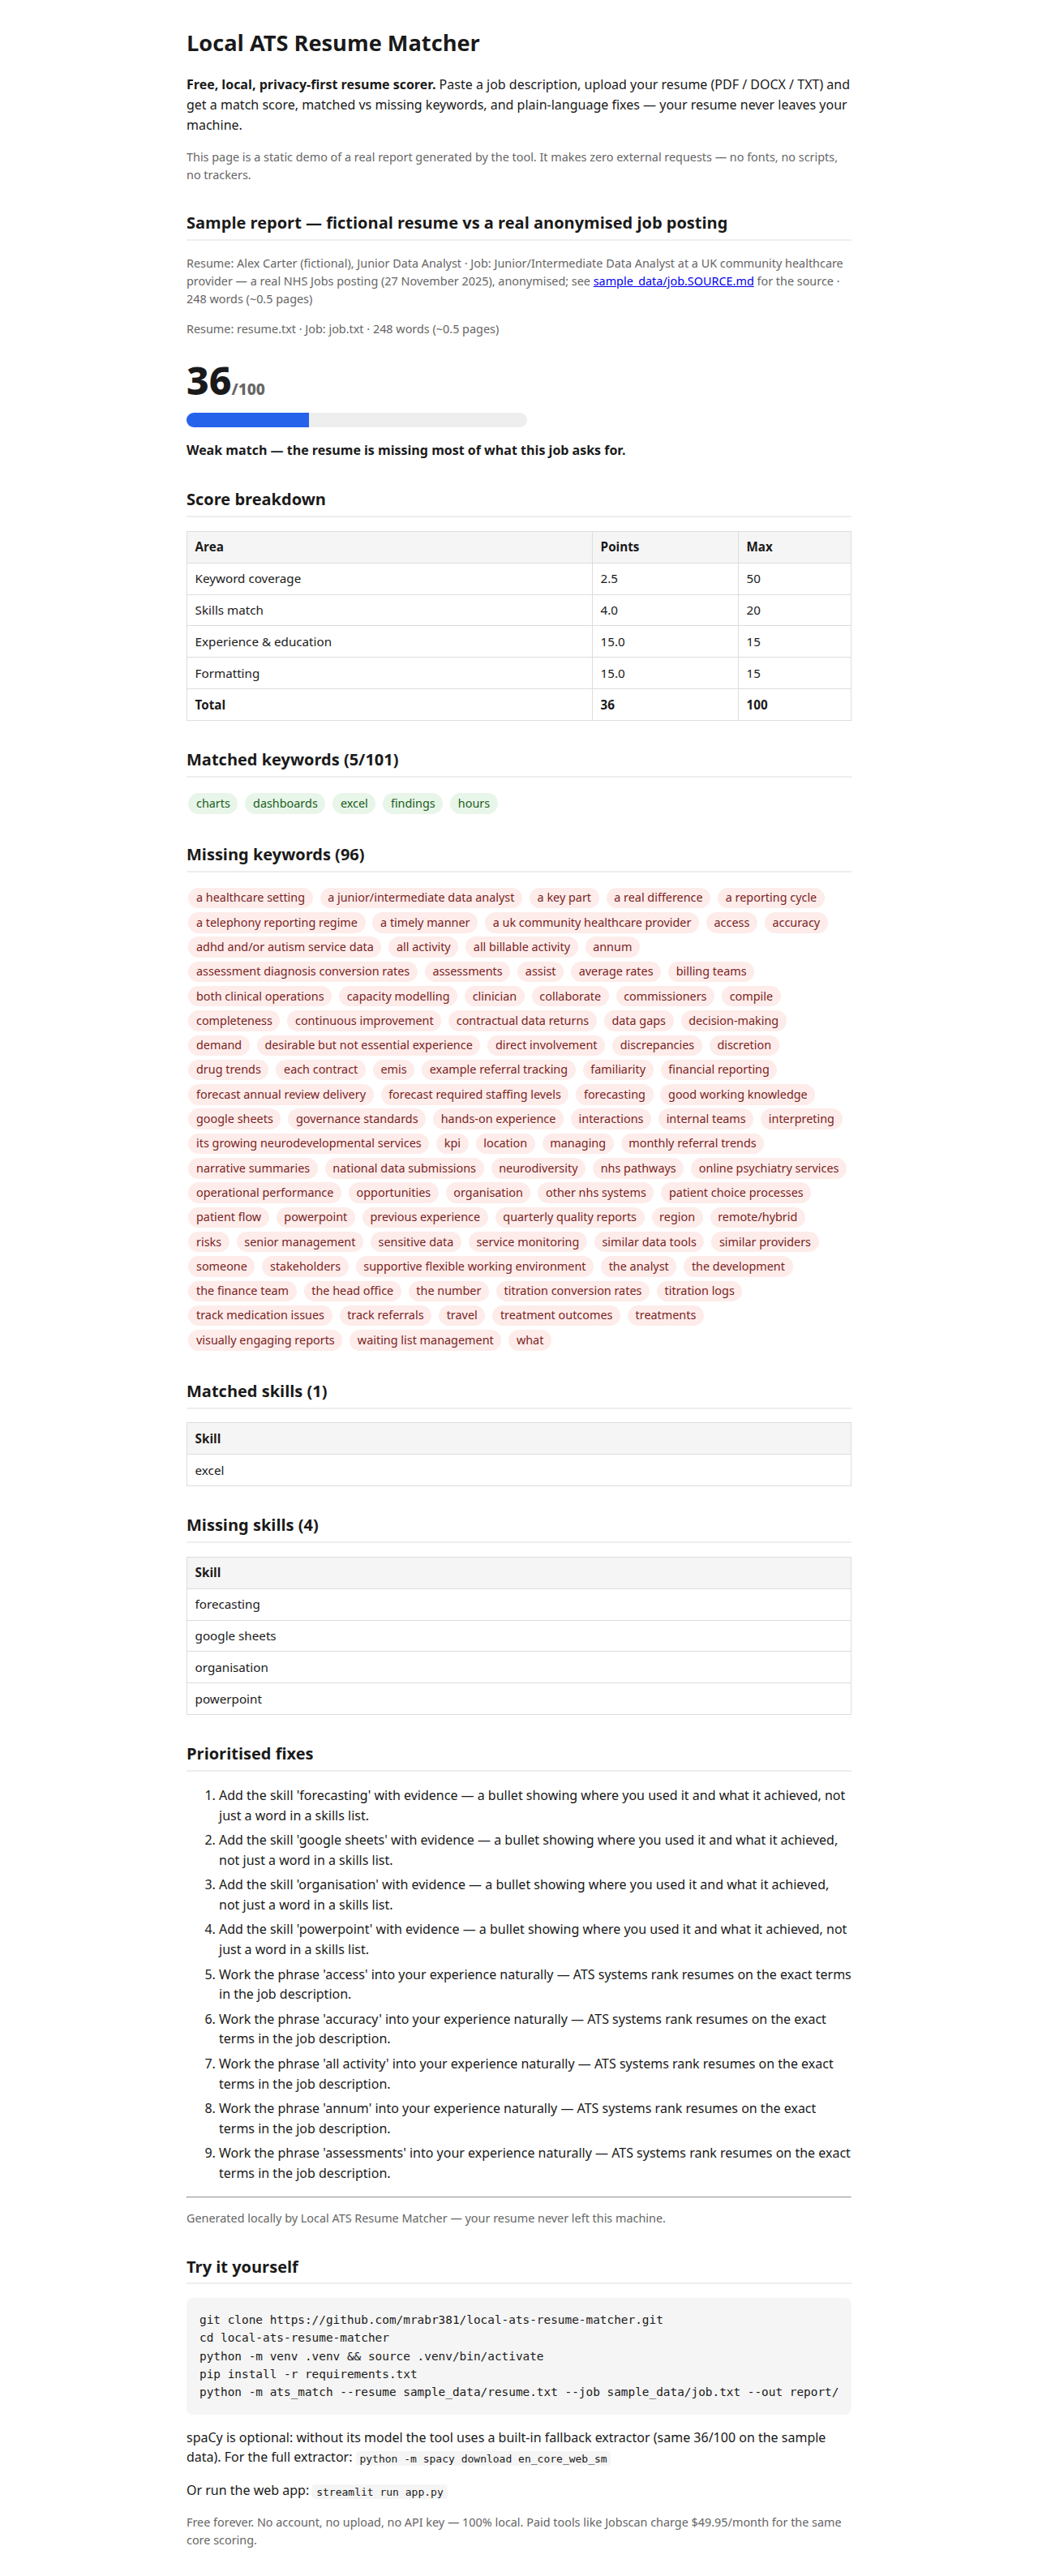 Local ATS Resume Matcher
Free, local, privacy-first resume scorer. Paste a job description, upload your resume (PDF / DOCX / TXT) and
get a match score, matched vs missing keywords, and plain-language fixes — your resume never leaves your
machine.
This page is a static demo of a real report generated by the tool. It makes zero external requests — no fonts, no scripts,
no trackers.
Sample report — fictional resume vs a real anonymised job posting
Resume: Alex Carter (fictional), Junior Data Analyst · Job: Junior/Intermediate Data Analyst at a UK community healthcare
provider — a real NHS Jobs posting (27 November 2025), anonymised; see sample_data/job.SOURCE.md for the source ·
248 words (~0.5 pages)
Resume: resume.txt · Job: job.txt · 248 words (~0.5 pages)
36/100
Weak match — the resume is missing most of what this job asks for.
Score breakdown
Area Points Max
Keyword coverage 2.5 50
Skills match 4.0 20
Experience & education 15.0 15
Formatting 15.0 15
Total 36 100
Matched keywords (5/101)
charts dashboards excel findings hours
Missing keywords (96)
a healthcare setting a junior/intermediate data analyst a key part a real difference a reporting cycle
a telephony reporting regime a timely manner a uk community healthcare provider access accuracy
adhd and/or autism service data all activity all billable activity annum
assessment diagnosis conversion rates assessments assist average rates billing teams
both clinical operations capacity modelling clinician collaborate commissioners compile
completeness continuous improvement contractual data returns data gaps decision-making
demand desirable but not essential experience direct involvement discrepancies discretion
drug trends each contract emis example referral tracking familiarity financial reporting
forecast annual review delivery forecast required staffing levels forecasting good working knowledge
google sheets governance standards hands-on experience interactions internal teams interpreting
its growing neurodevelopmental services kpi location managing monthly referral trends
narrative summaries national data submissions neurodiversity nhs pathways online psychiatry services
operational performance opportunities organisation other nhs systems patient choice processes
patient flow powerpoint previous experience quarterly quality reports region remote/hybrid
risks senior management sensitive data service monitoring similar data tools similar providers
someone stakeholders supportive flexible working environment the analyst the development
the finance team the head office the number titration conversion rates titration logs
track medication issues track referrals travel treatment outcomes treatments
visually engaging reports waiting list management what
Matched skills (1)
Skill
excel
Missing skills (4)
Skill
forecasting
google sheets
organisation
powerpoint
Prioritised fixes
1. Add the skill 'forecasting' with evidence — a bullet showing where you used it and what it achieved, not
just a word in a skills list.
2. Add the skill 'google sheets' with evidence — a bullet showing where you used it and what it achieved,
not just a word in a skills list.
3. Add the skill 'organisation' with evidence — a bullet showing where you used it and what it achieved,
not just a word in a skills list.
4. Add the skill 'powerpoint' with evidence — a bullet showing where you used it and what it achieved, not
just a word in a skills list.
5. Work the phrase 'access' into your experience naturally — ATS systems rank resumes on the exact terms
in the job description.
6. Work the phrase 'accuracy' into your experience naturally — ATS systems rank resumes on the exact
terms in the job description.
7. Work the phrase 'all activity' into your experience naturally — ATS systems rank resumes on the exact
terms in the job description.
8. Work the phrase 'annum' into your experience naturally — ATS systems rank resumes on the exact
terms in the job description.
9. Work the phrase 'assessments' into your experience naturally — ATS systems rank resumes on the exact
terms in the job description.
Generated locally by Local ATS Resume Matcher — your resume never left this machine.
Try it yourself
git clone https://github.com/mrabr381/local-ats-resume-matcher.git
cd local-ats-resume-matcher
python -m venv .venv && source .venv/bin/activate
pip install -r requirements.txt
python -m ats_match --resume sample_data/resume.txt --job sample_data/job.txt --out report/
spaCy is optional: without its model the tool uses a built-in fallback extractor (same 36/100 on the sample
data). For the full extractor: python -m spacy download en_core_web_sm
Or run the web app: streamlit run app.py
Free forever. No account, no upload, no API key — 100% local. Paid tools like Jobscan charge $49.95/month for the same
core scoring.